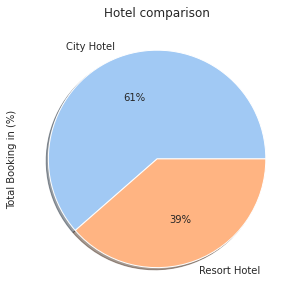 Hotel comparison
City Hotel
61%
Total Booking in (%)
39%
Resort Hotel